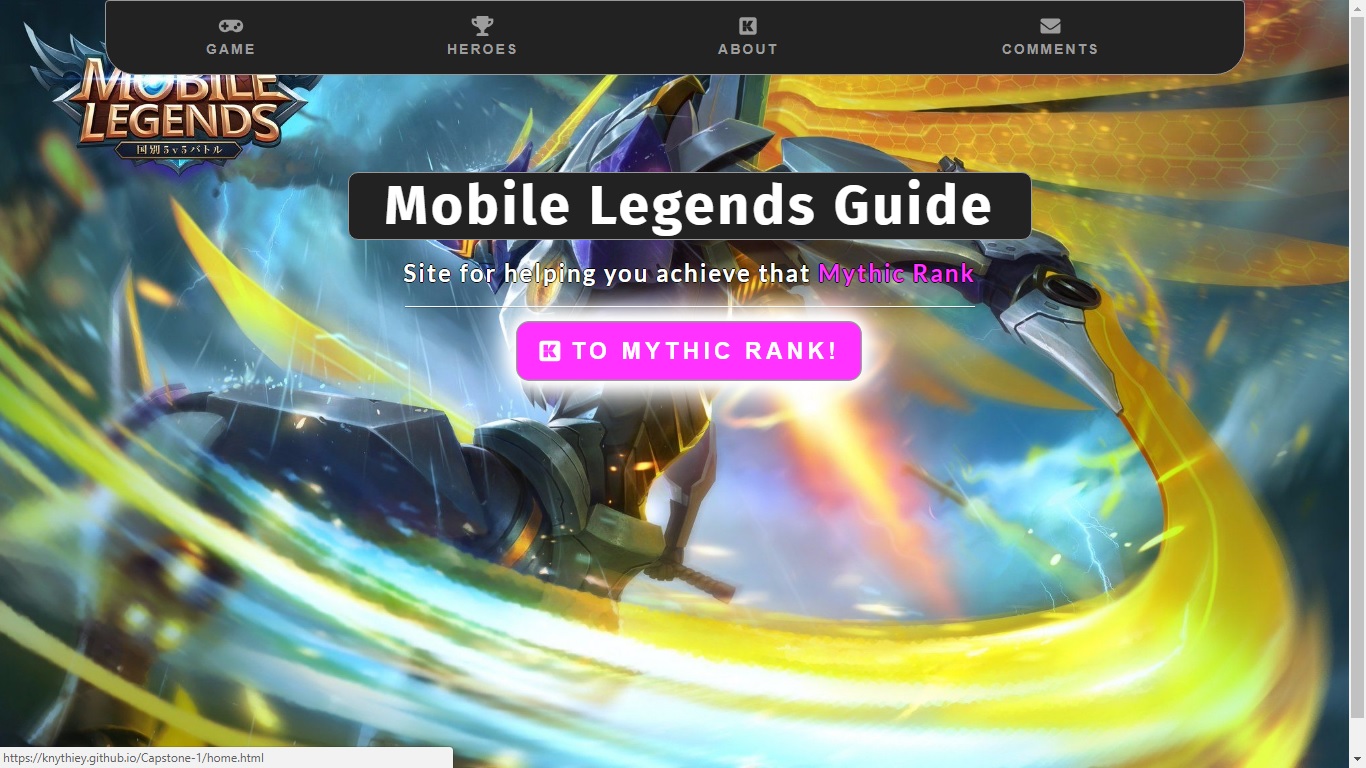 GAME HEROES ABOUT COMMENTS
MOBILE
LEGENDS
国別5v5バトル
Mobile Legends Guide
Site for helping you achieve that Mythic Rank
K TO MYTHIC RANK!
https://knythiey.github.io/Capstone-1/home.html